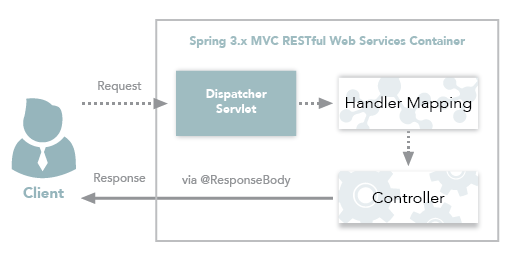 Spring 3.x MVC RESTful Web Services Container
Request
Dispatcher
Servlet
Handler Mapping
Response
via @ResponseBody
Controller
Client